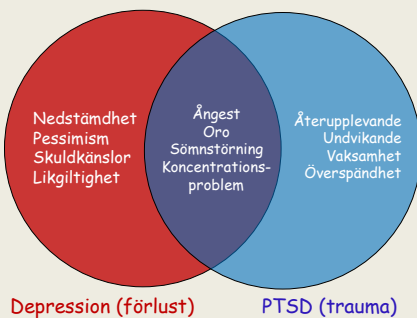 Nedstämdhet
Pessimism
Skuldkänslor
Likgiltighet
Ångest
Oro
Sömnstörning
Koncentrations-
problem
Återupplevande
Undvikande
Vaksamhet
Överspändhet
Depression (förlust)
PTSD (trauma)